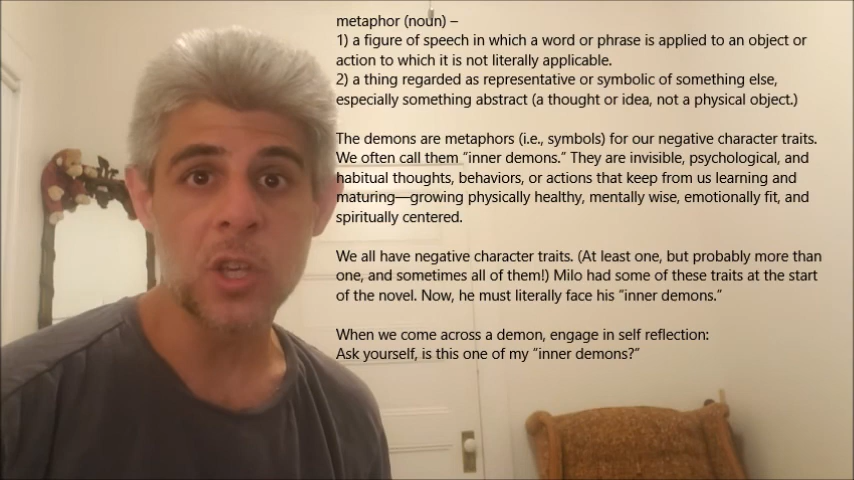 metaphor (noun) –
1) a figure of speech in which a word or phrase is applied to an object or
action to which it is not literally applicable.
2) a thing regarded as representative or symbolic of something else,
especially something abstract (a thought or idea, not a physical object.)
The demons are metaphors (i.e., symbols) for our negative character traits.
We often call them “inner demons.” They are invisible, psychological, and
habitual thoughts, behaviors, or actions that keep from us learning and
maturing—growing physically healthy, mentally wise, emotionally fit, and
spiritually centered.
We all have negative character traits. (At least one, but probably more than
one, and sometimes all of them!) Milo had some of these traits at the start
of the novel. Now, he must literally face his “inner demons.”
When we come across a demon, engage in self reflection:
Ask yourself, is this one of my “inner demons?”